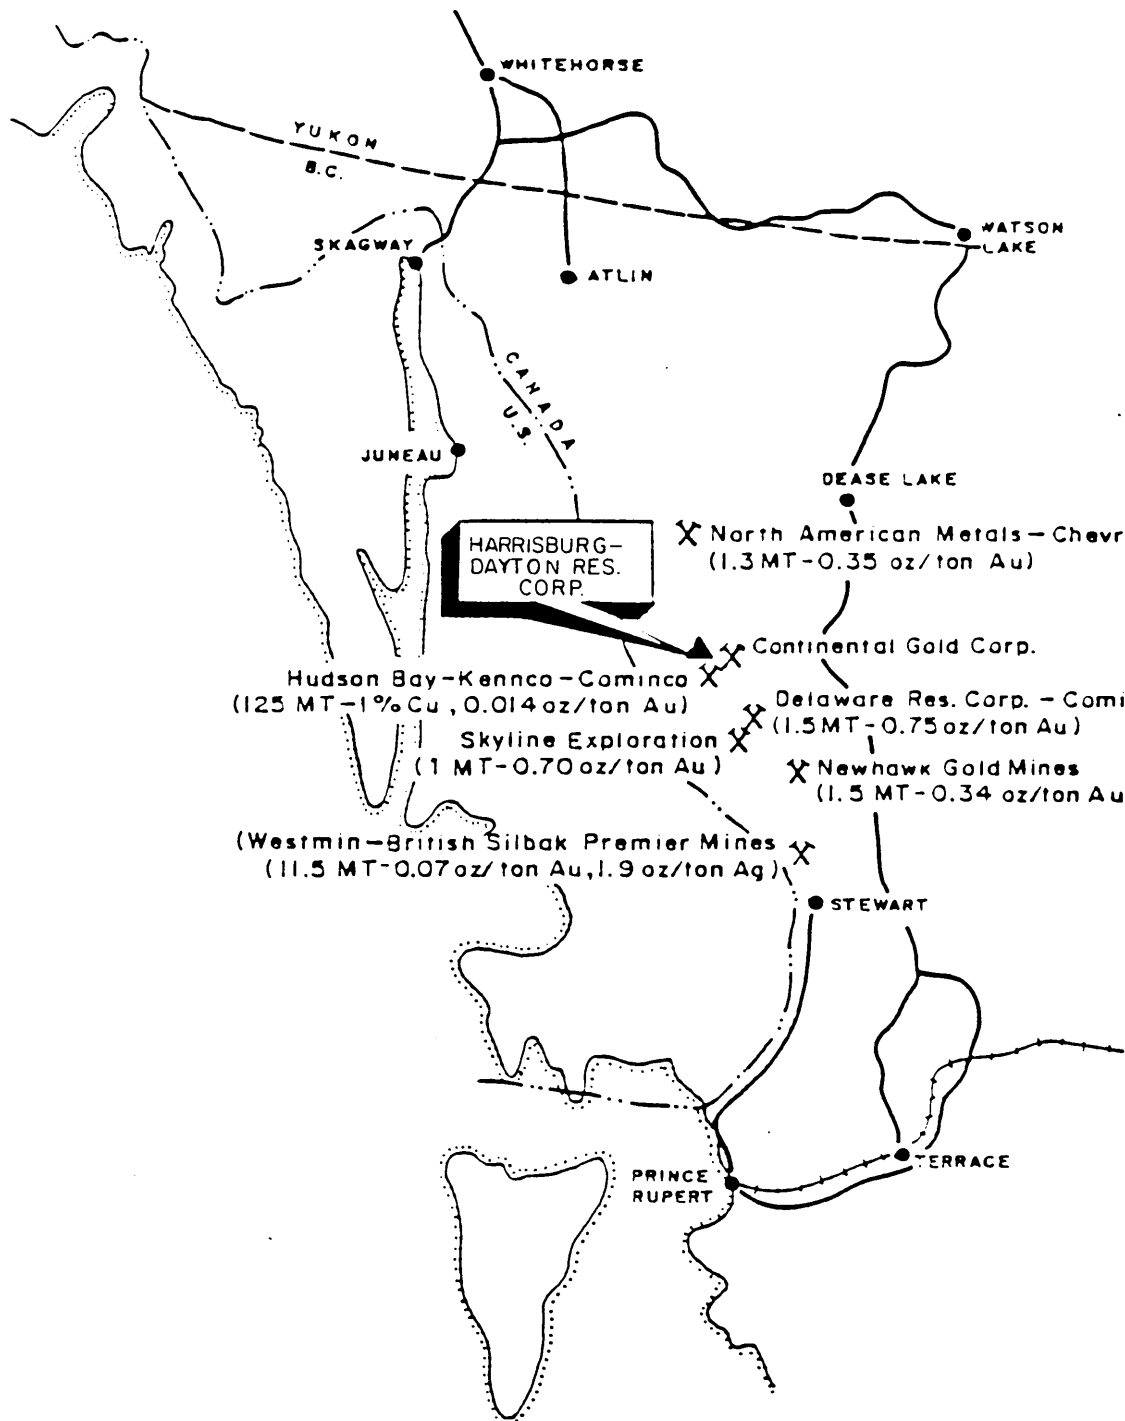 WHITEHORSE
YUKON
B.C.
WATSON
LAKE
SKAGWAY
ATLIN
CANADA
U.S.
JUNEAU
DEASE LAKE
North American Metals-Chevr
(1.3 MT-0.35 oz/ton Au)
HARRISBURG-
DAYTON RES.
CORP.
Continental Gold Corp.
Hudson Bay-Kennco-Cominco
(125 MT-1% Cu, 0.014 oz/ton Au)
Delaware Res. Corp. - Comi
(1.5 MT-0.75 oz/ton Au)
Skyline Exploration
(1 MT-0.70 oz/ton Au)
Newhawk Gold Mines
(1.5 MT-0.34 oz/ton Au
(Westmin-British Silbak Premier Mines
(11.5 MT-0.07 oz/ton Au, 1.9 oz/ton Ag)
STEWART
TERRACE
PRINCE
RUPERT